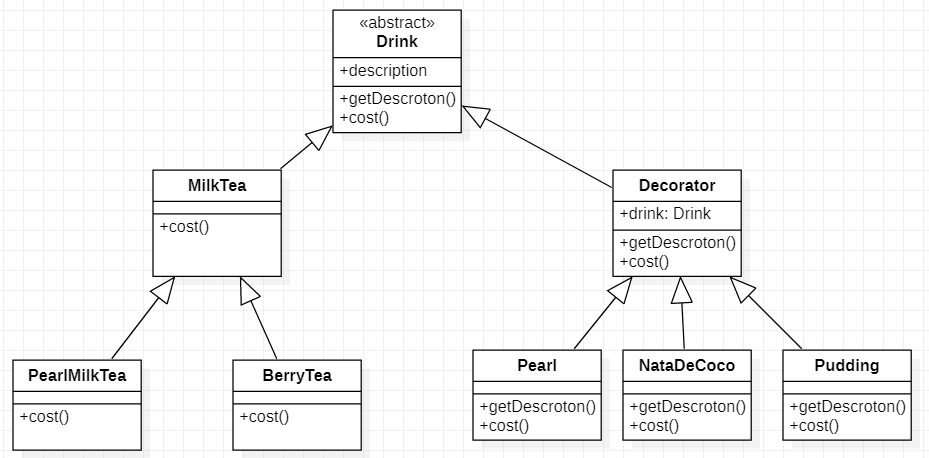 «abstract»
Drink
+description
+getDescroton()
+cost()
MilkTea
+cost()
Decorator
+drink: Drink
+getDescroton()
+cost()
PearlMilkTea
+cost()
BerryTea
+cost()
Pearl
+getDescroton()
+cost()
NataDeCoco
+getDescroton()
+cost()
Pudding
+getDescroton()
+cost()